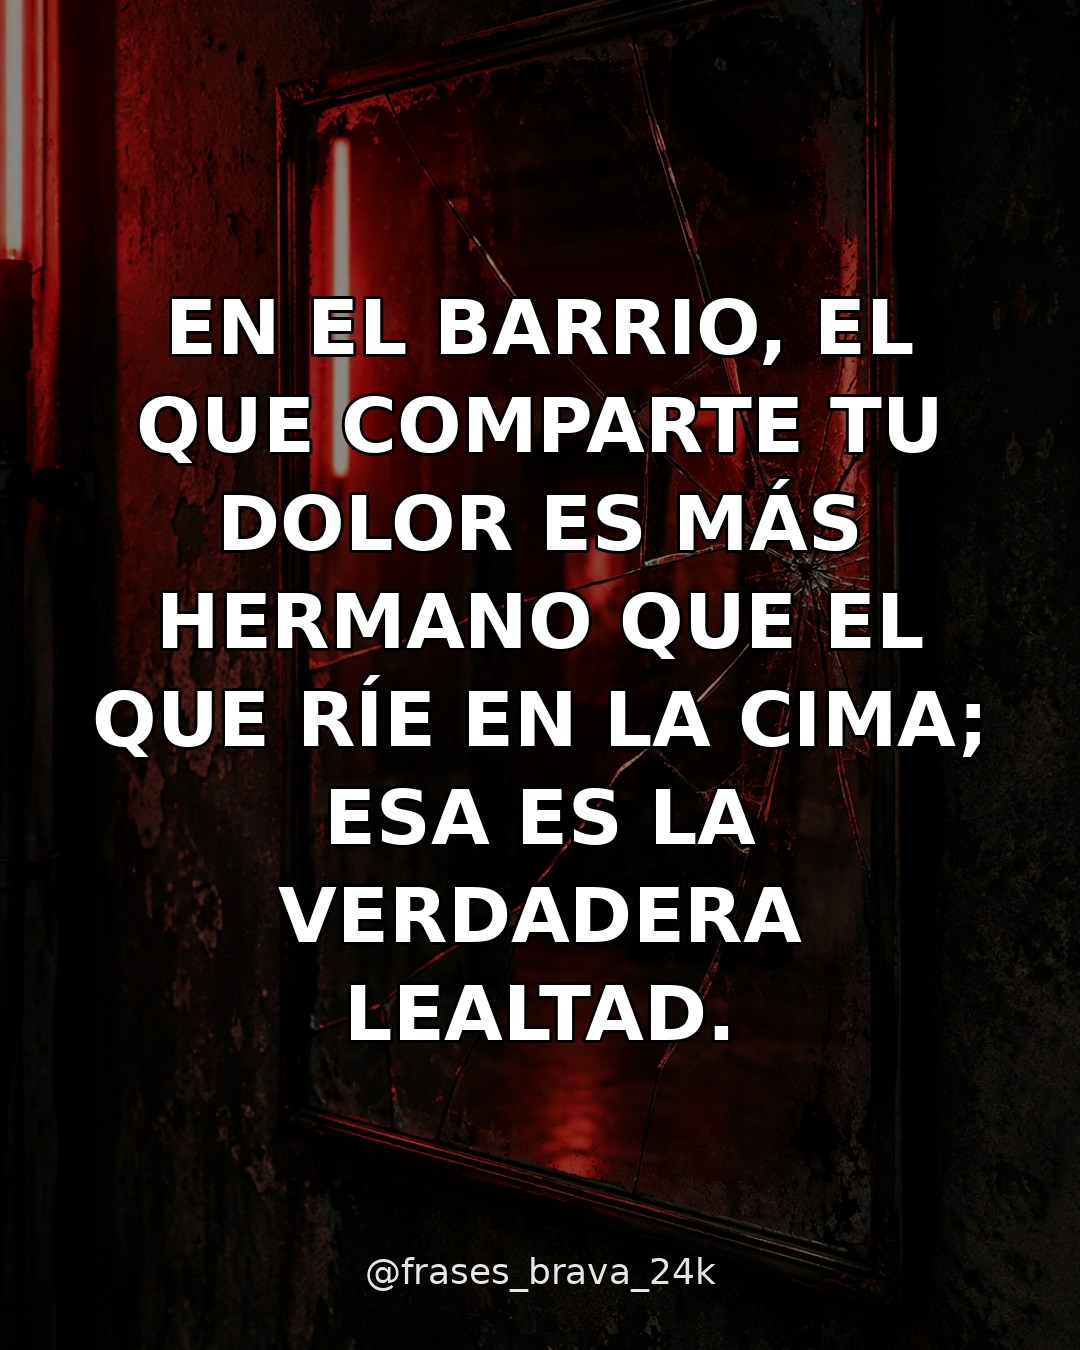 EN EL BARRIO, EL
QUE COMPARTE TU
DOLOR ES MÁS
HERMANO QUE EL
QUE RÍE EN LA CIMA;
ESA ES LA
VERDADERA
LEALTAD.
@frases_brava_24k